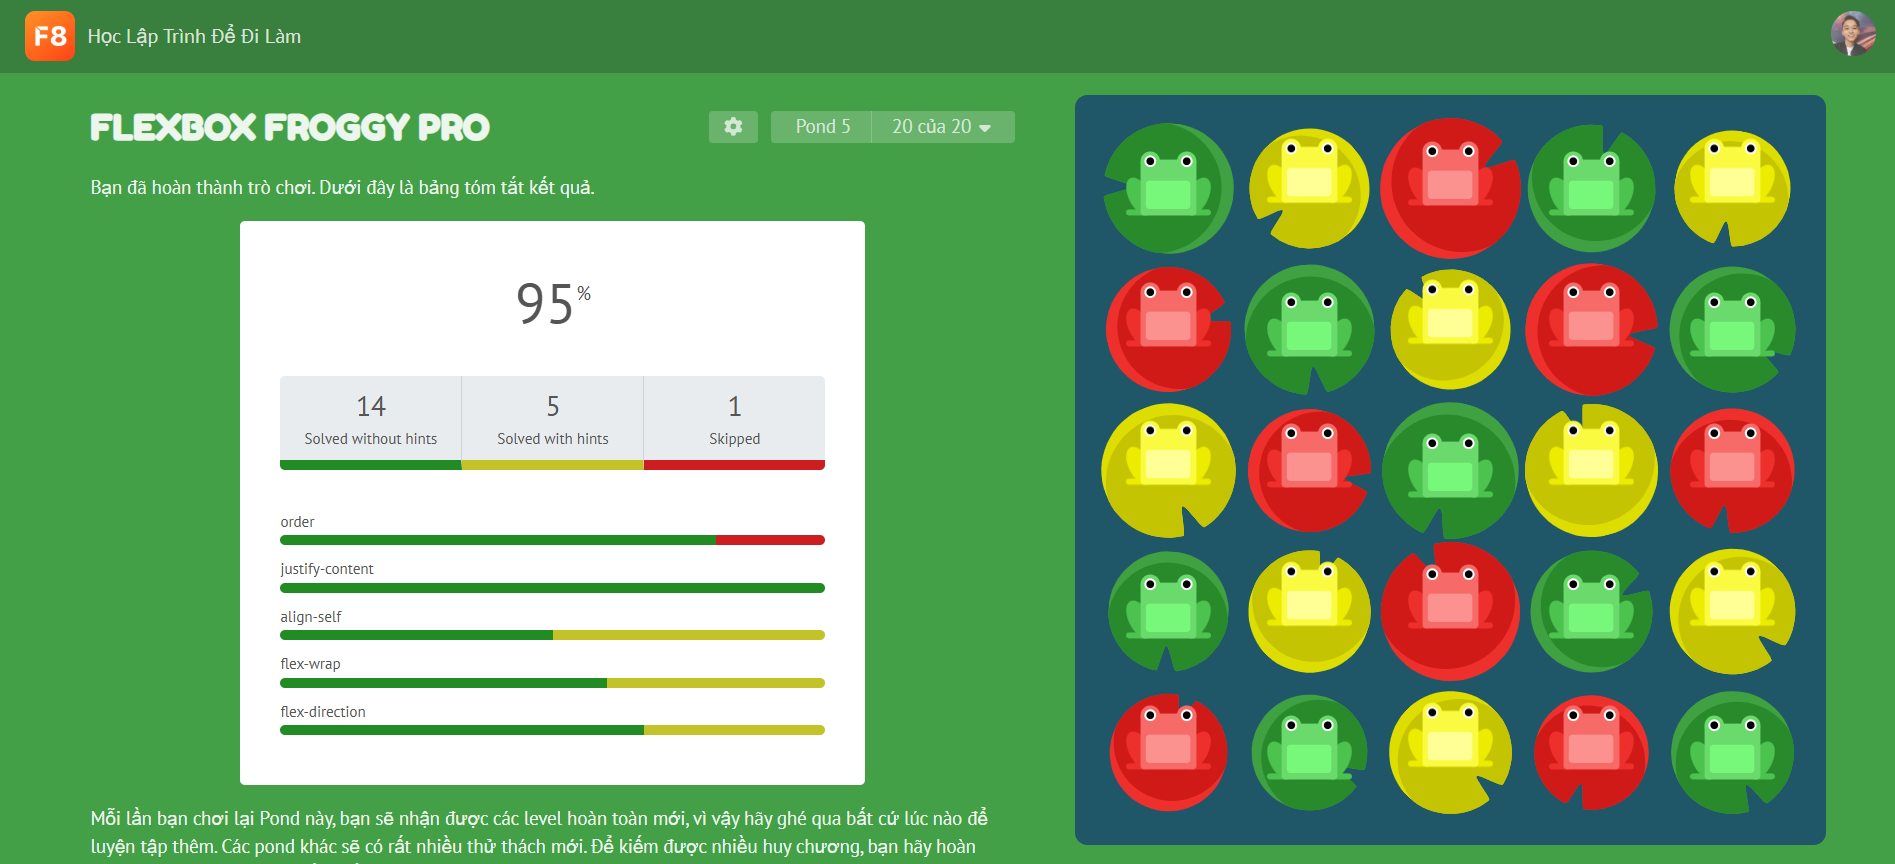 F8 Học Lập Trình Để Đi Làm
FLEXBOX FROGGY PRO
Pond 5
20 của 20
Bạn đã hoàn thành trò chơi. Dưới đây là bảng tóm tắt kết quả.
95%
14
Solved without hints
5
Solved with hints
1
Skipped
order
justify-content
align-self
flex-wrap
flex-direction
Mỗi lần bạn chơi lại Pond này, bạn sẽ nhận được các level hoàn toàn mới, vì vậy hãy ghé qua bất cứ lúc nào để
luyện tập thêm. Các pond khác sẽ có rất nhiều thử thách mới. Để kiếm được nhiều huy chương, bạn hãy hoàn